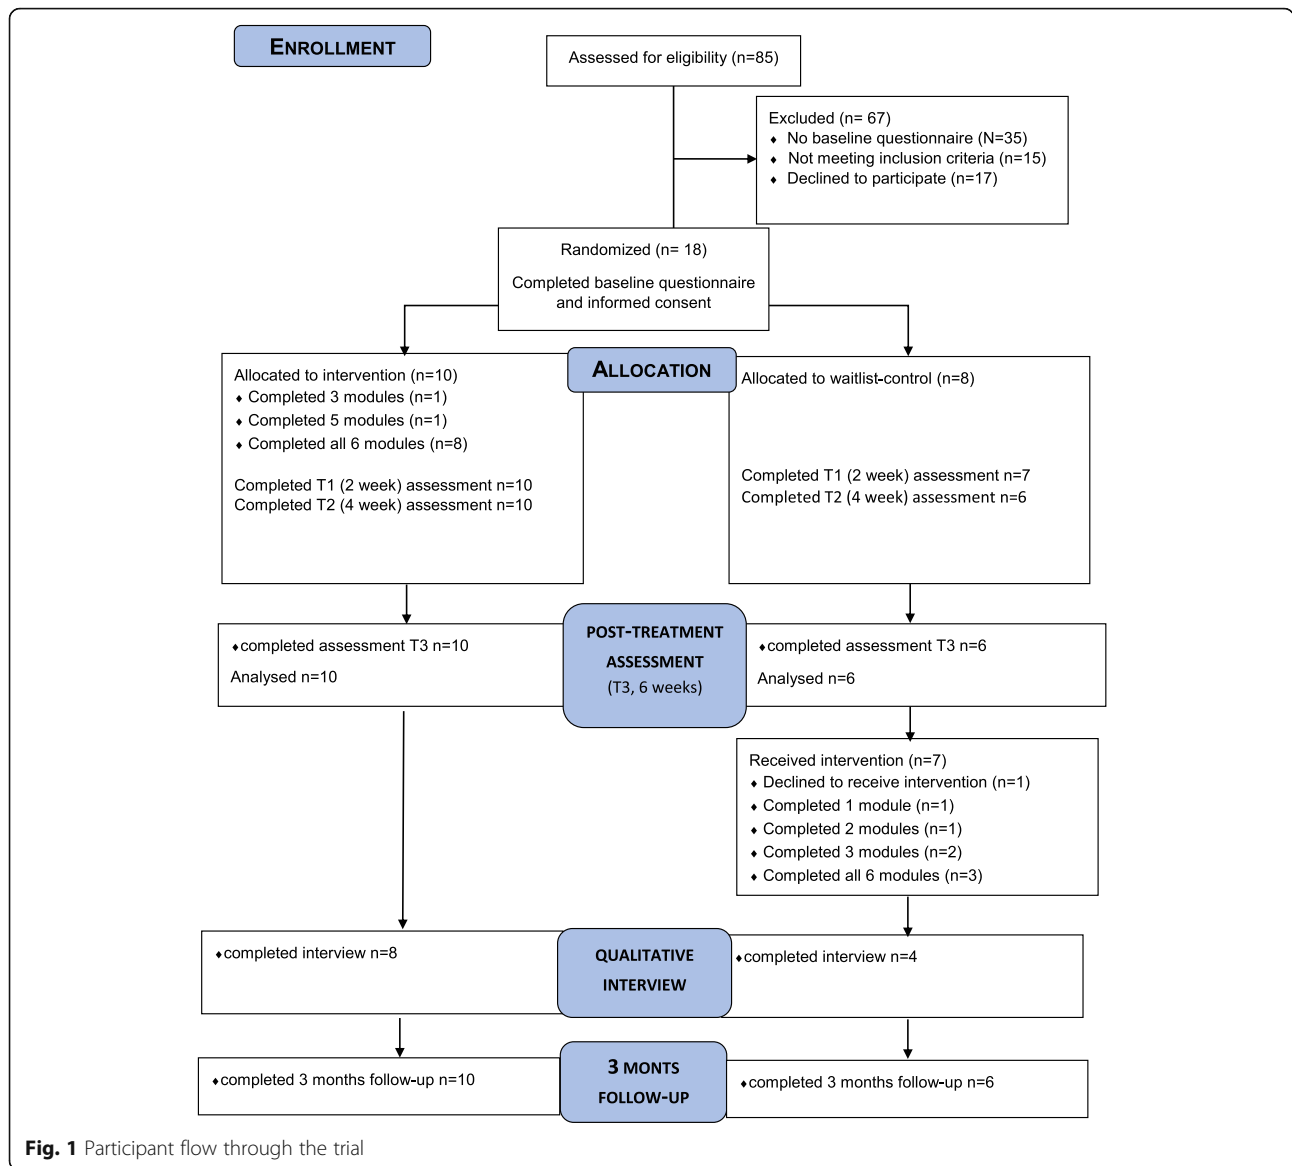 ENROLLMENT
Assessed for eligibility (n=85)
Excluded (n= 67)
♦ No baseline questionnaire (N=35)
♦ Not meeting inclusion criteria (n=15)
♦ Declined to participate (n=17)
Randomized (n= 18)
Completed baseline questionnaire
and informed consent
ALLOCATION
Allocated to intervention (n=10)
♦ Completed 3 modules (n=1)
♦ Completed 5 modules (n=1)
♦ Completed all 6 modules (n=8)
Completed T1 (2 week) assessment n=10
Completed T2 (4 week) assessment n=10
Allocated to waitlist-control (n=8)
Completed T1 (2 week) assessment n=7
Completed T2 (4 week) assessment n=6
POST-TREATMENT
ASSESSMENT
(T3, 6 weeks)
♦completed assessment T3 n=10
Analysed n=10
♦completed assessment T3 n=6
Analysed n=6
Received intervention (n=7)
♦ Declined to receive intervention (n=1)
♦ Completed 1 module (n=1)
♦ Completed 2 modules (n=1)
♦ Completed 3 modules (n=2)
♦ Completed all 6 modules (n=3)
♦completed interview n=8
QUALITATIVE
INTERVIEW
♦completed interview n=4
♦completed 3 months follow-up n=10
3 MONTS
FOLLOW-UP
♦completed 3 months follow-up n=6
Fig. 1 Participant flow through the trial